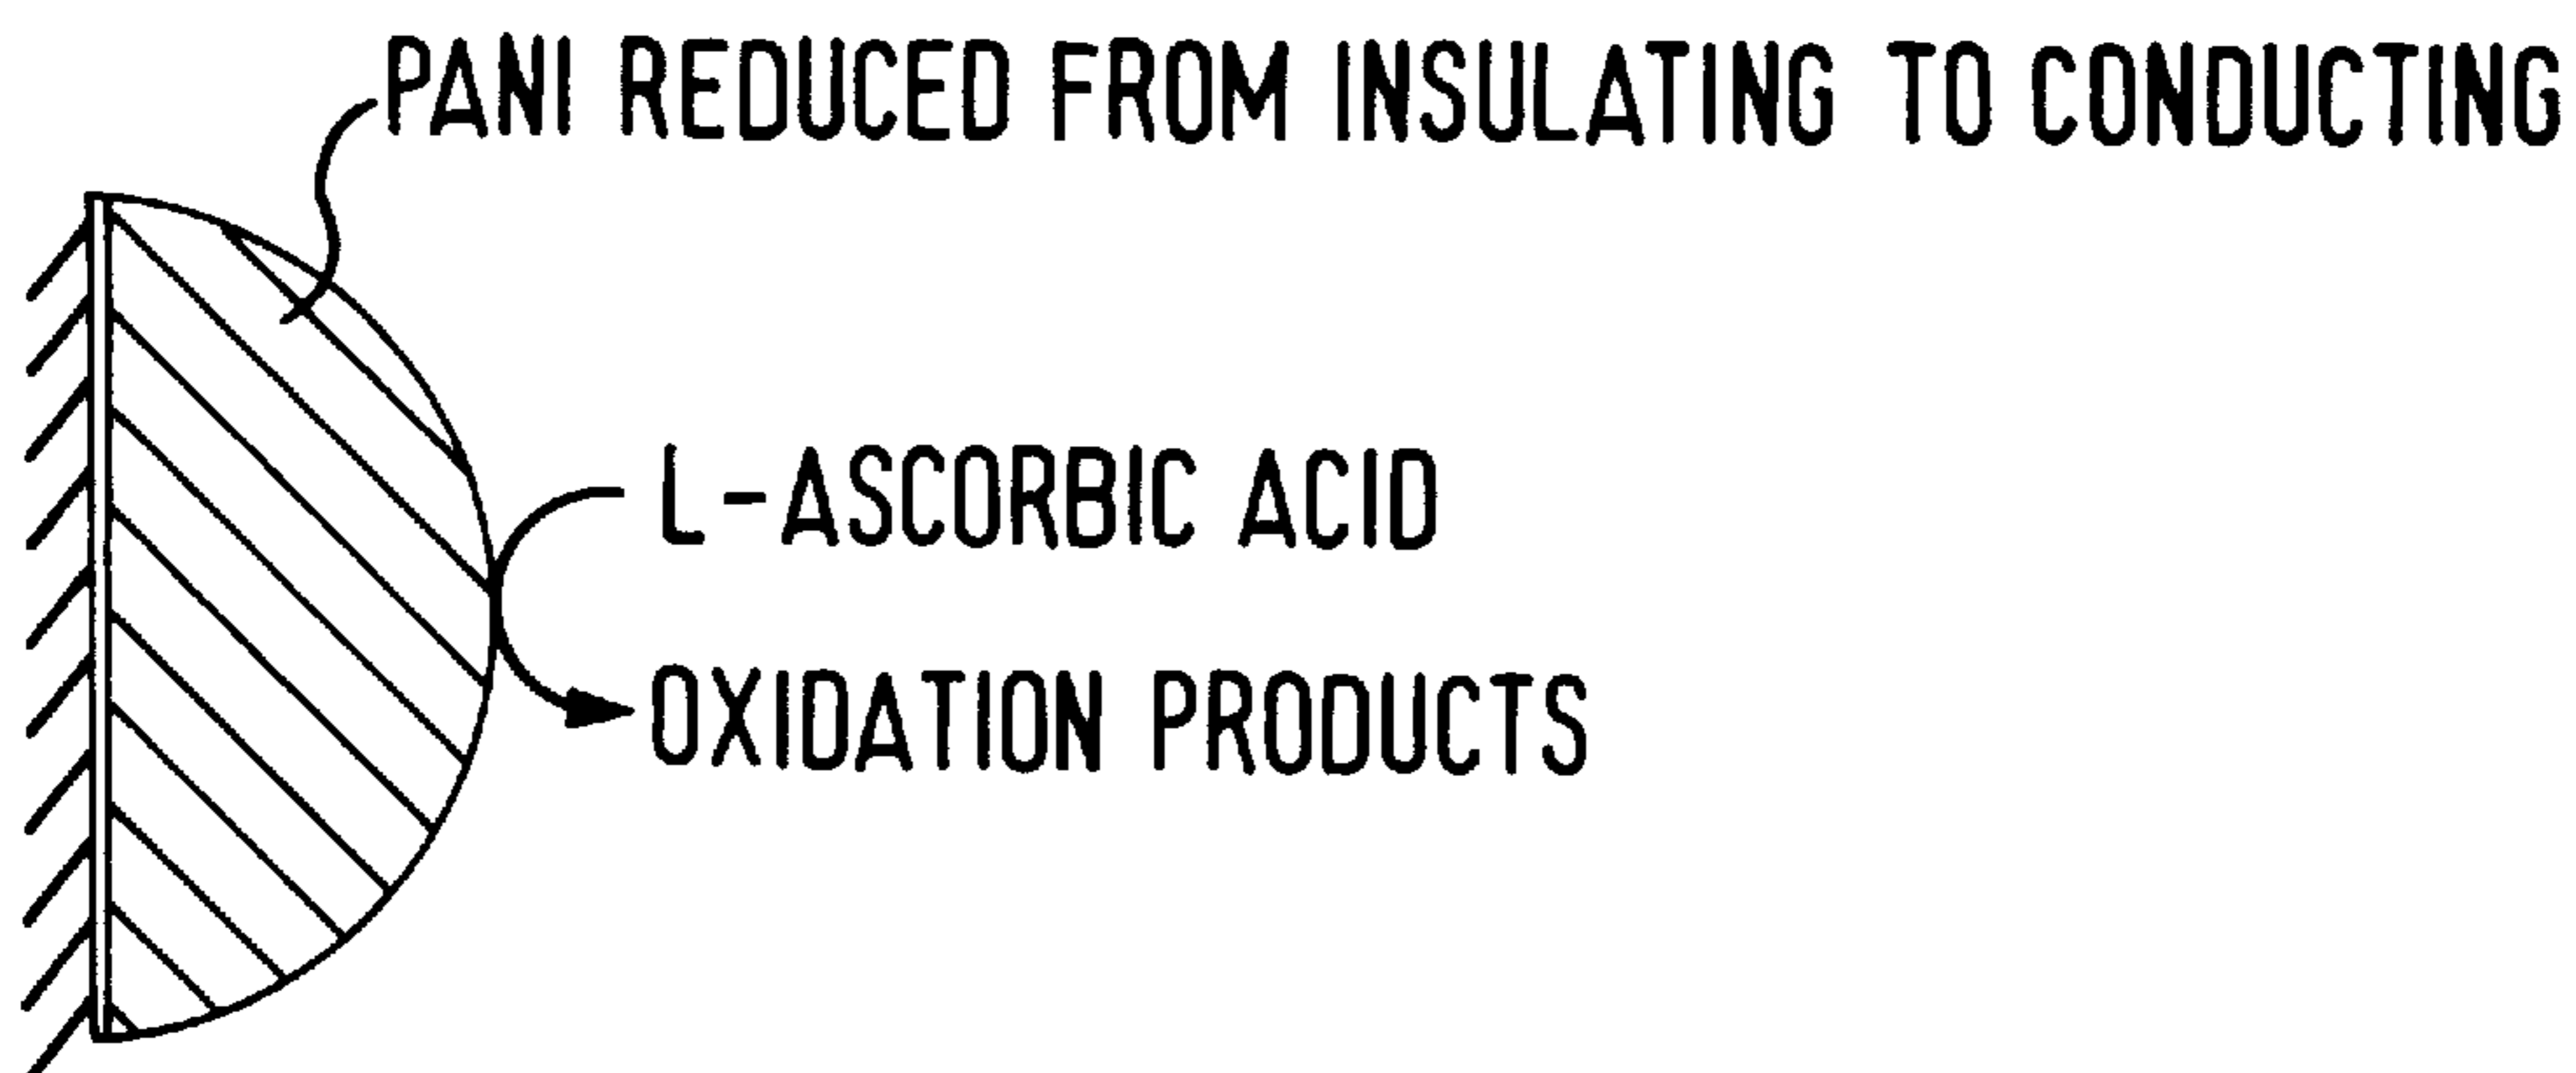 PANI REDUCED FROM INSULATING TO CONDUCTING
L-ASCORBIC ACID
OXIDATION PRODUCTS